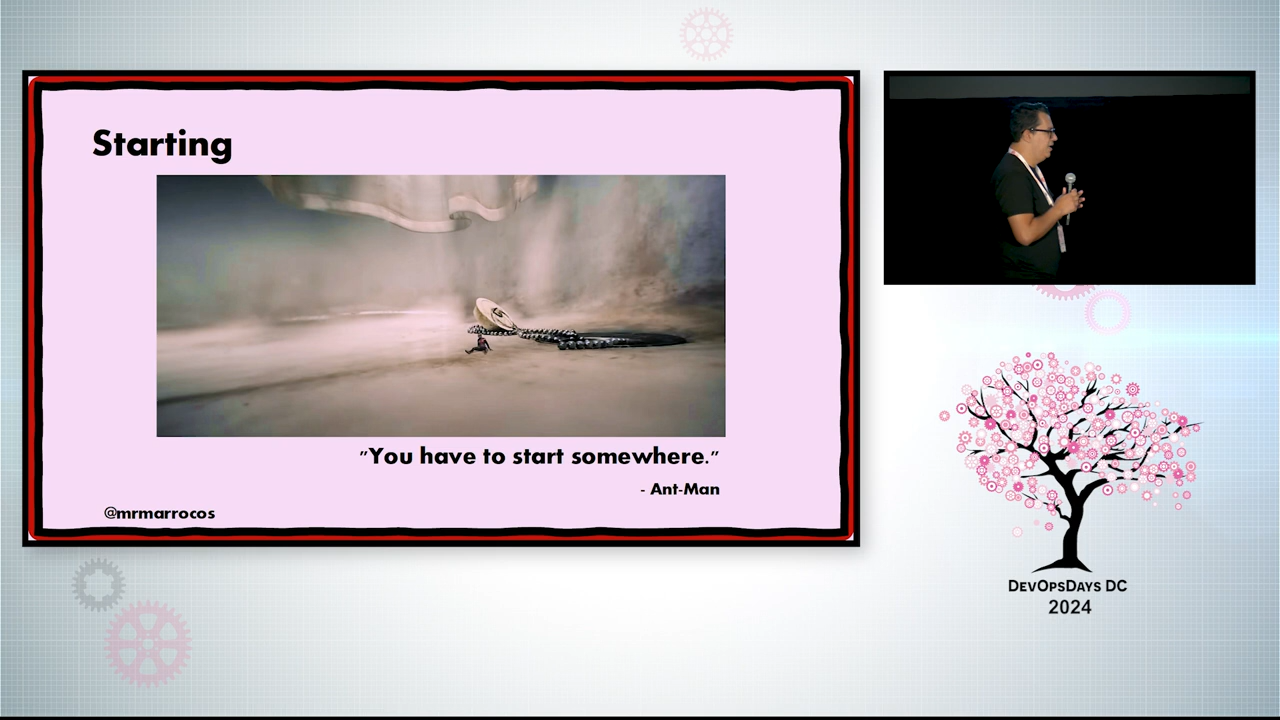 Starting
"You have to start somewhere."
- Ant-Man
@mrmarrocos
DevOpsDays DC
2024